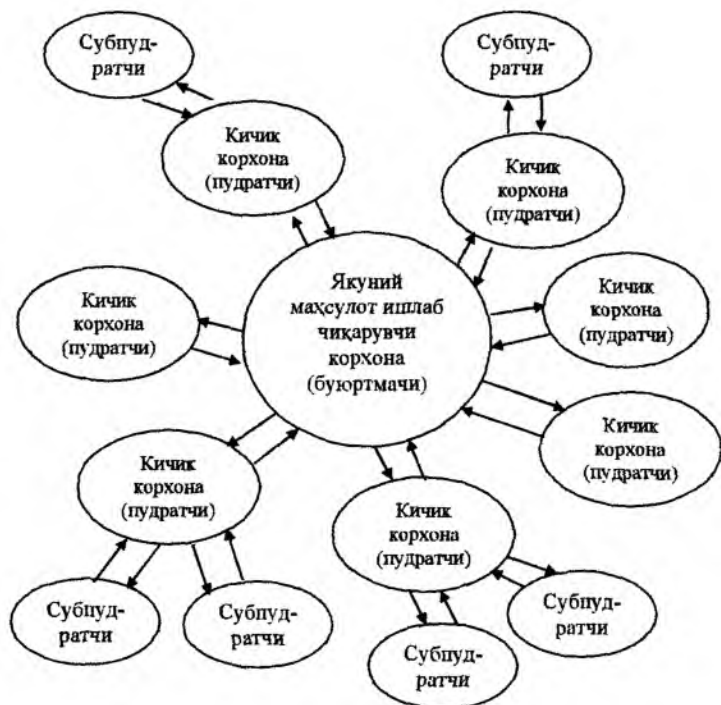 Субпуд-
ратчи
Субпуд-
ратчи
Кичик
корхона
(пудратчи)
Кичик
корхона
(пудратчи)
Якуний
маҳсулот ишлаб
чиқарувчи
корхона
(буюртмачи)
Кичик
корхона
(пудратчи)
Кичик
корхона
(пудратчи)
Кичик
корхона
(пудратчи)
Кичик
корхона
(пудратчи)
Кичик
корхона
(пудратчи)
Субпуд-
ратчи
Субпуд-
ратчи
Субпуд-
ратчи
Субпуд-
ратчи